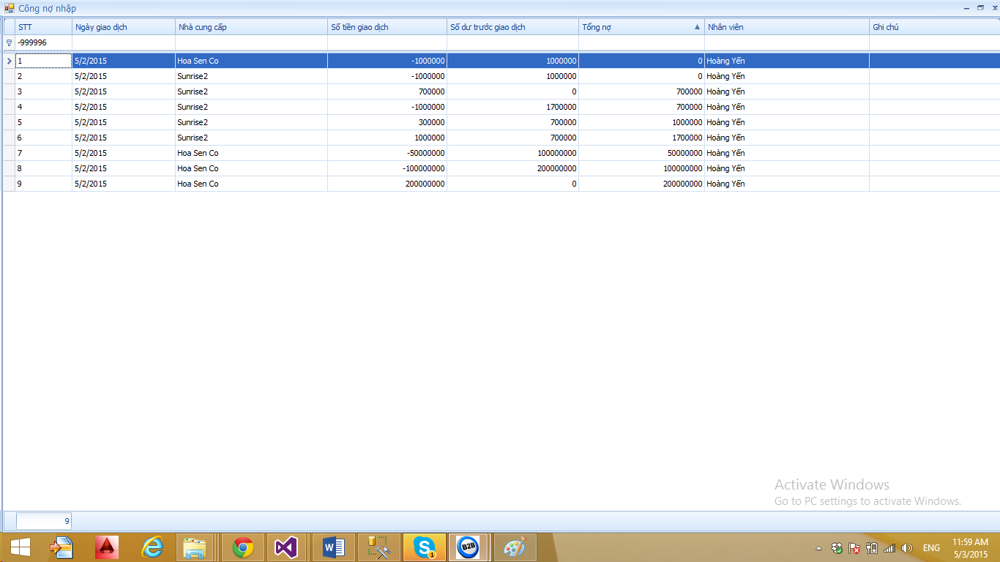 Công nợ nhập
STT Ngày giao dịch Nhà cung cấp Số tiền giao dịch Số dư trước giao dịch Tổng nợ Nhân viên Ghi chú
-999996
1 5/2/2015 Hoa Sen Co -1000000 1000000 0 Hoàng Yến
2 5/2/2015 Sunrise2 -1000000 1000000 0 Hoàng Yến
3 5/2/2015 Sunrise2 700000 0 700000 Hoàng Yến
4 5/2/2015 Sunrise2 -1000000 1700000 700000 Hoàng Yến
5 5/2/2015 Sunrise2 300000 700000 1000000 Hoàng Yến
6 5/2/2015 Sunrise2 1000000 700000 1700000 Hoàng Yến
7 5/2/2015 Hoa Sen Co -50000000 100000000 50000000 Hoàng Yến
8 5/2/2015 Hoa Sen Co -100000000 200000000 100000000 Hoàng Yến
9 5/2/2015 Hoa Sen Co 200000000 0 200000000 Hoàng Yến
Activate Windows
Go to PC settings to activate Windows.
9
S 1 B2B ENG 11:59 AM
5/3/2015